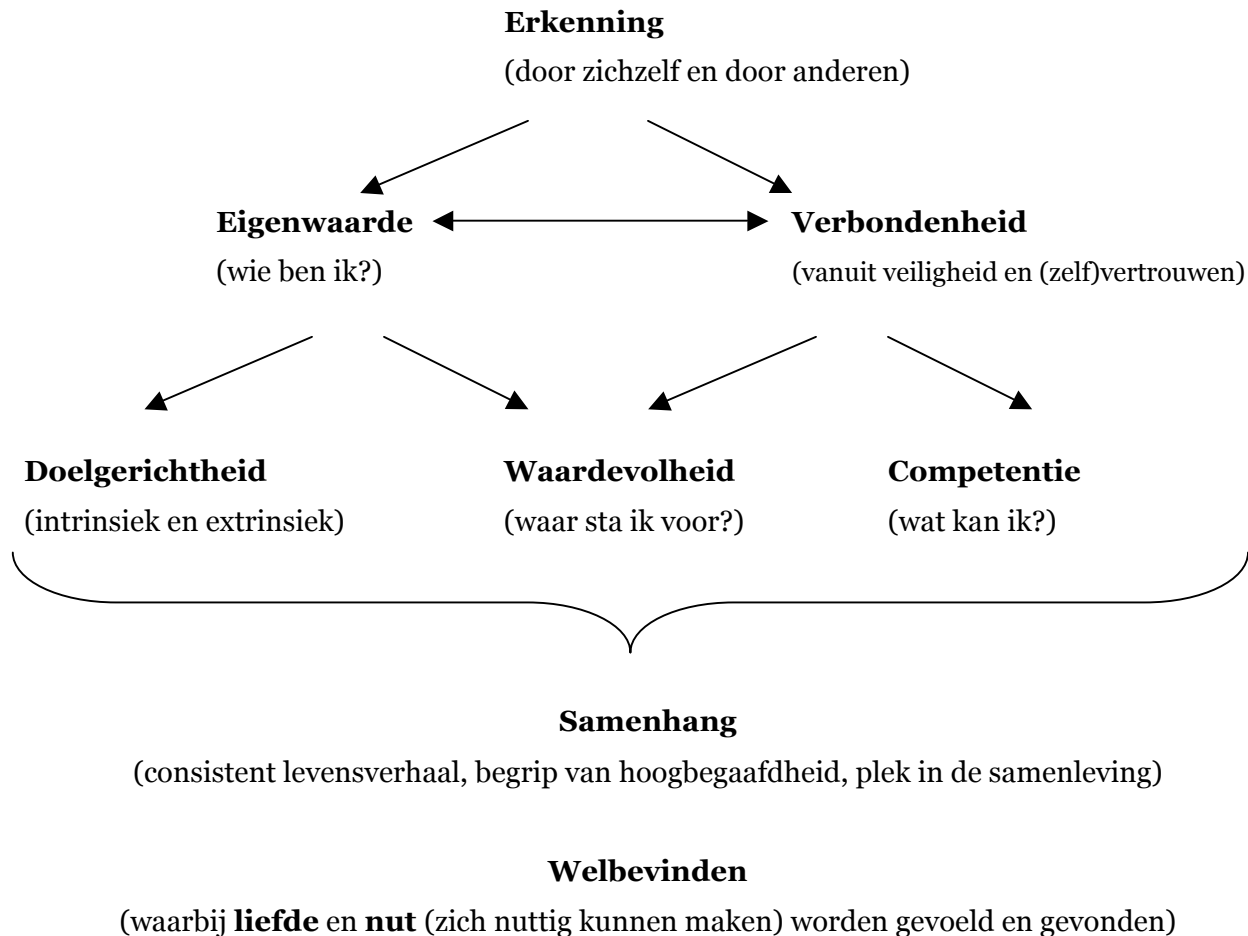 Erkenning
(door zichzelf en door anderen)
Eigenwaarde
(wie ben ik?)
Verbondenheid
(vanuit veiligheid en (zelf)vertrouwen)
Doelgerichtheid
(intrinsiek en extrinsiek)
Waardevolheid
(waar sta ik voor?)
Competentie
(wat kan ik?)
Samenhang
(consistent levensverhaal, begrip van hoogbegaafdheid, plek in de samenleving)
Welbevinden
(waarbij liefde en nut (zich nuttig kunnen maken) worden gevoeld en gevonden)